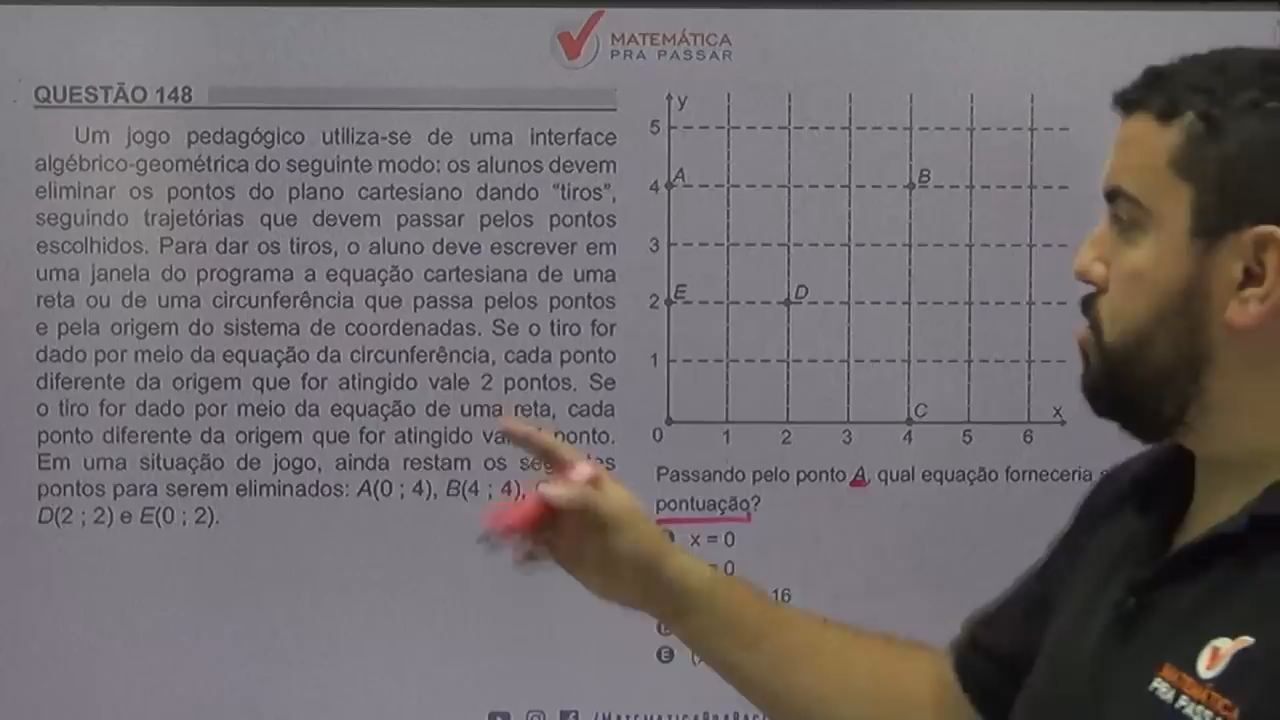 MATEMÁTICA
PRA PASSAR
QUESTÃO 148
Um jogo pedagógico utiliza-se de uma interface
algébrico-geométrica do seguinte modo: os alunos devem
eliminar os pontos do plano cartesiano dando “tiros”,
seguindo trajetórias que devem passar pelos pontos
escolhidos. Para dar os tiros, o aluno deve escrever em
uma janela do programa a equação cartesiana de uma
reta ou de uma circunferência que passa pelos pontos
e pela origem do sistema de coordenadas. Se o tiro for
dado por meio da equação da circunferência, cada ponto
diferente da origem que for atingido vale 2 pontos. Se
o tiro for dado por meio da equação de uma reta, cada
ponto diferente da origem que for atingido ponto.
Em uma situação de jogo, ainda restam os
pontos para serem eliminados: A(0 ; 4), B(4 ; 4),
D(2 ; 2) e E(0 ; 2).
y
5
4 A B
3
2 E D
1
C x
0 1 2 3 4 5 6
Passando pelo ponto A, qual equação forneceria
pontuação?
x = 0
= 0
16
E (
MATEMÁTICA
PRA PASSAR